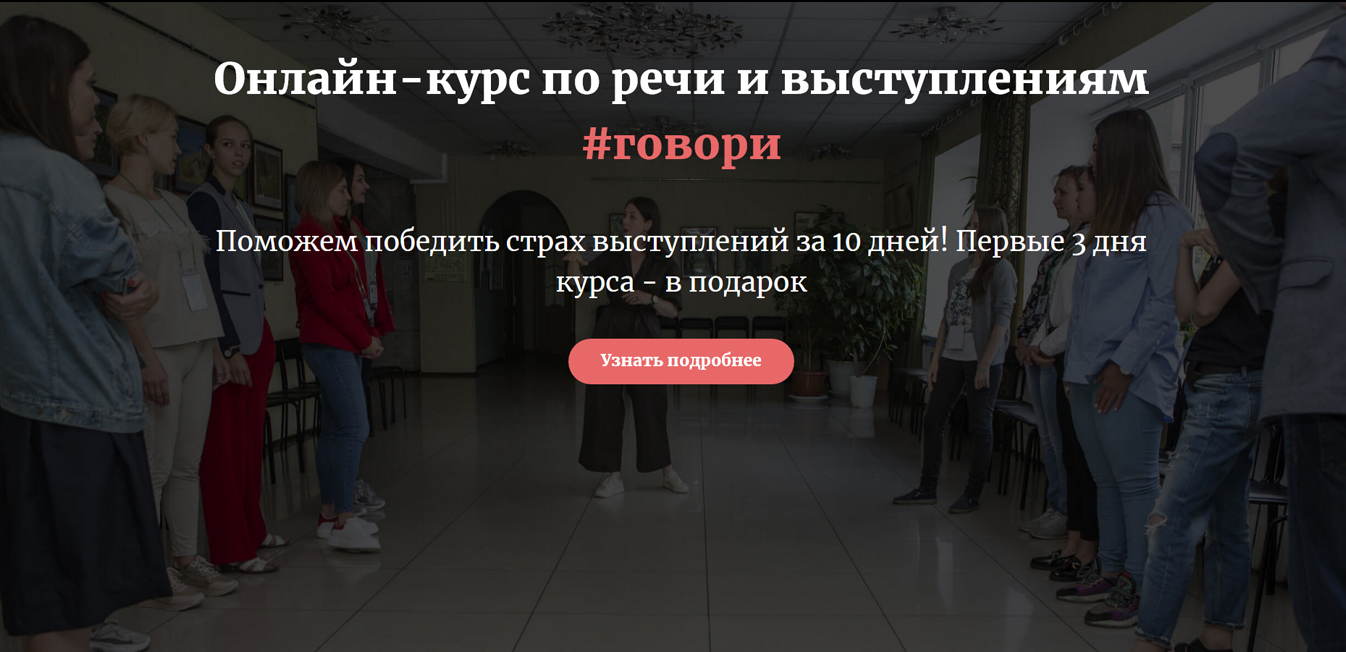 Онлайн-курс по речи и выступлениям
#говори
Поможем победить страх выступлений за 10 дней! Первые 3 дня
курса - в подарок
Узнать подробнее